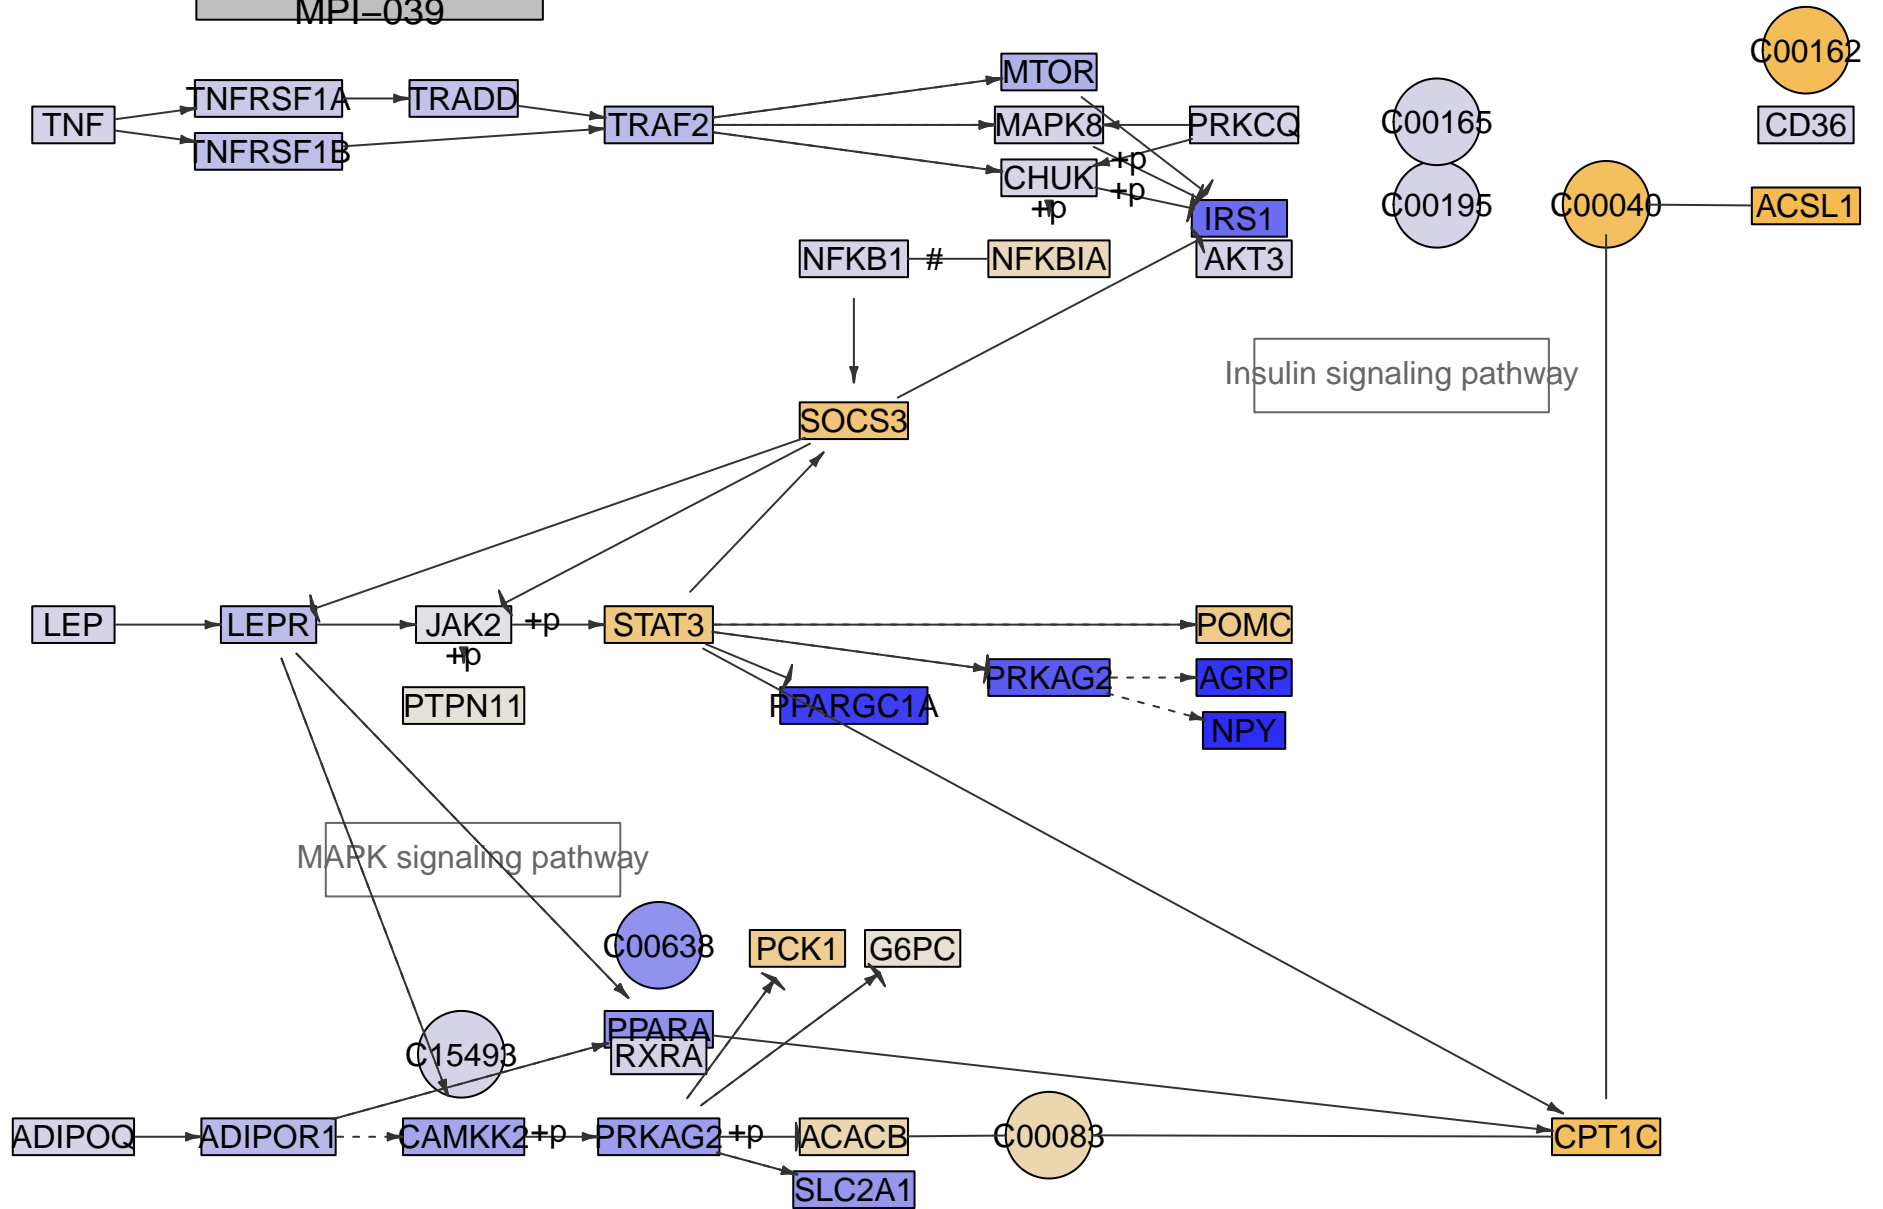 MPI–039
C00162
TNFRSF1A
TRADD
MTOR
TNF
TRAF2
MAPK8
PRKCQ
C00165
CD36
TNFRSF1B
+p
CHUK
+p
+p
IRS1
C00195
C00040
ACSL1
NFKB1
#
NFKBIA
AKT3
Insulin signaling pathway
SOCS3
LEP
LEPR
JAK2
+p
STAT3
POMC
+p
PRKAG2
AGRP
PTPN11
PPARGC1A
NPY
MAPK signaling pathway
C00638
PCK1
G6PC
PPARA
C15493
RXRA
ADIPOQ
ADIPOR1
CAMKK2
+p
PRKAG2
+p
ACACB
C00083
CPT1C
SLC2A1